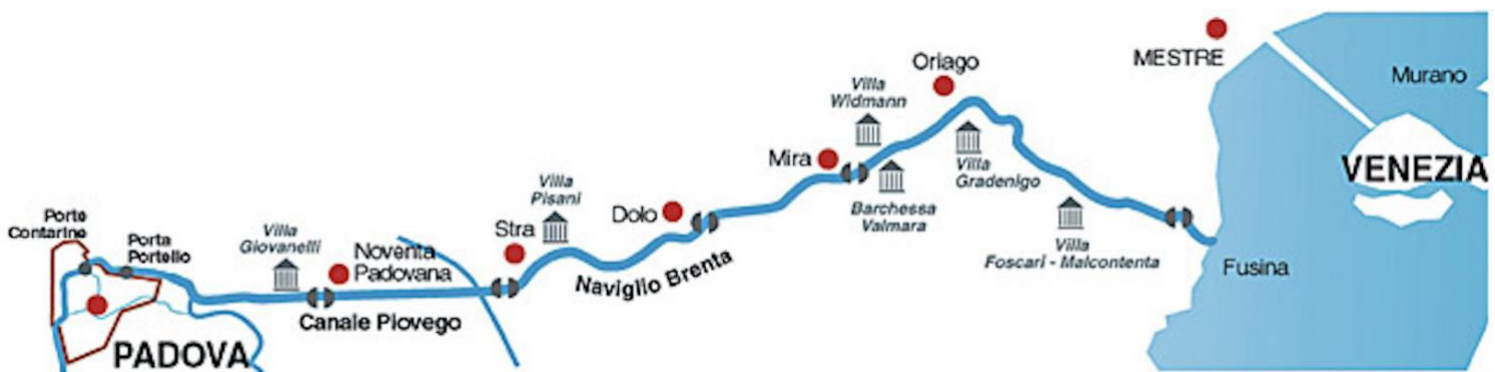 Porte
Contarine
Porta
Portello
PADOVA
Villa
Giovanelli
Noventa
Padovana
Canale Piovego
Stra
Villa
Pisani
Dolo
Naviglio Brenta
Mira
Villa
Widmann
Barchessa
Valmara
Oriago
Villa
Gradenigo
Villa
Foscari - Malcontenta
MESTRE
Murano
VENEZIA
Fusina